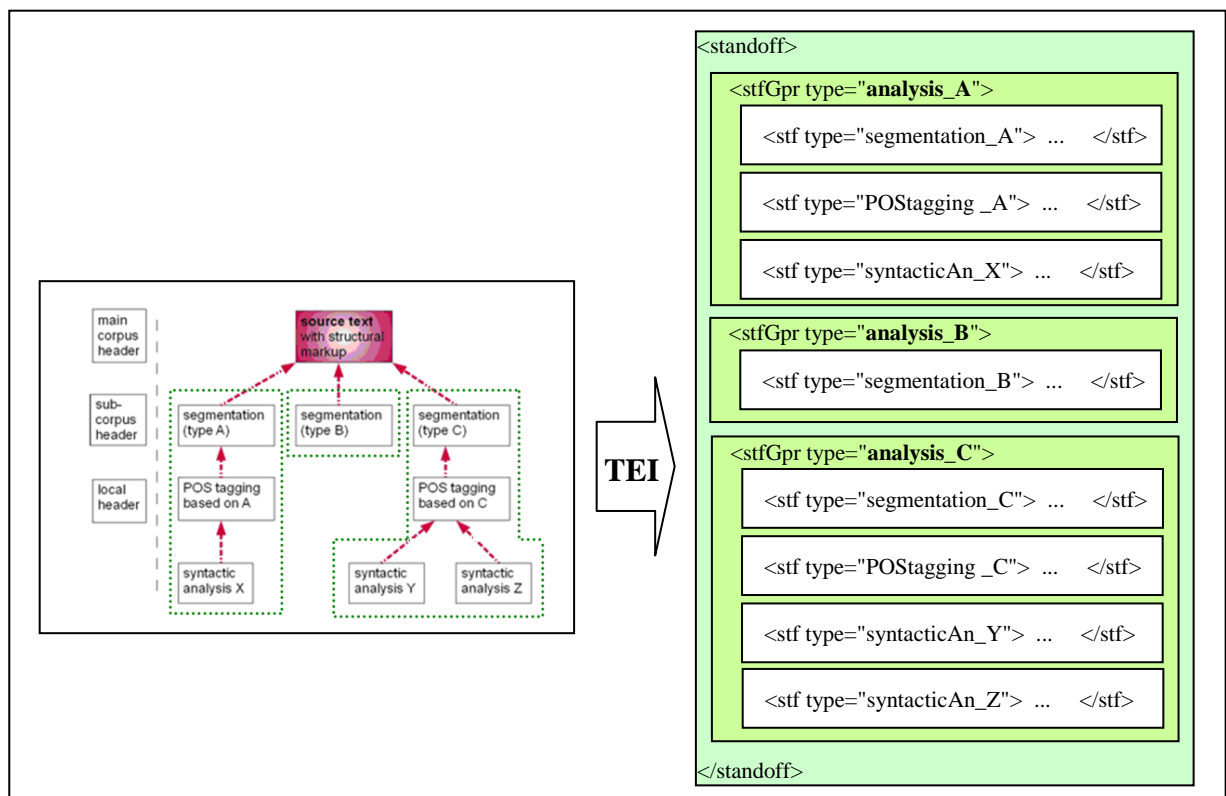 main
corpus
header
source text
with structural
markup
sub-
corpus
header
segmentation
(type A)
segmentation
(type B)
segmentation
(type C)
local
header
POS tagging
based on A
POS tagging
based on C
syntactic
analysis X
syntactic
analysis Y
syntactic
analysis Z
TEI
<standoff>
<stfGpr type="analysis_A">
<stf type="segmentation_A"> ... </stf>
<stf type="POStagging _A"> ... </stf>
<stf type="syntacticAn_X"> ... </stf>
<stfGpr type="analysis_B">
<stf type="segmentation_B"> ... </stf>
<stfGpr type="analysis_C">
<stf type="segmentation_C"> ... </stf>
<stf type="POStagging _C"> ... </stf>
<stf type="syntacticAn_Y"> ... </stf>
<stf type="syntacticAn_Z"> ... </stf>
</standoff>